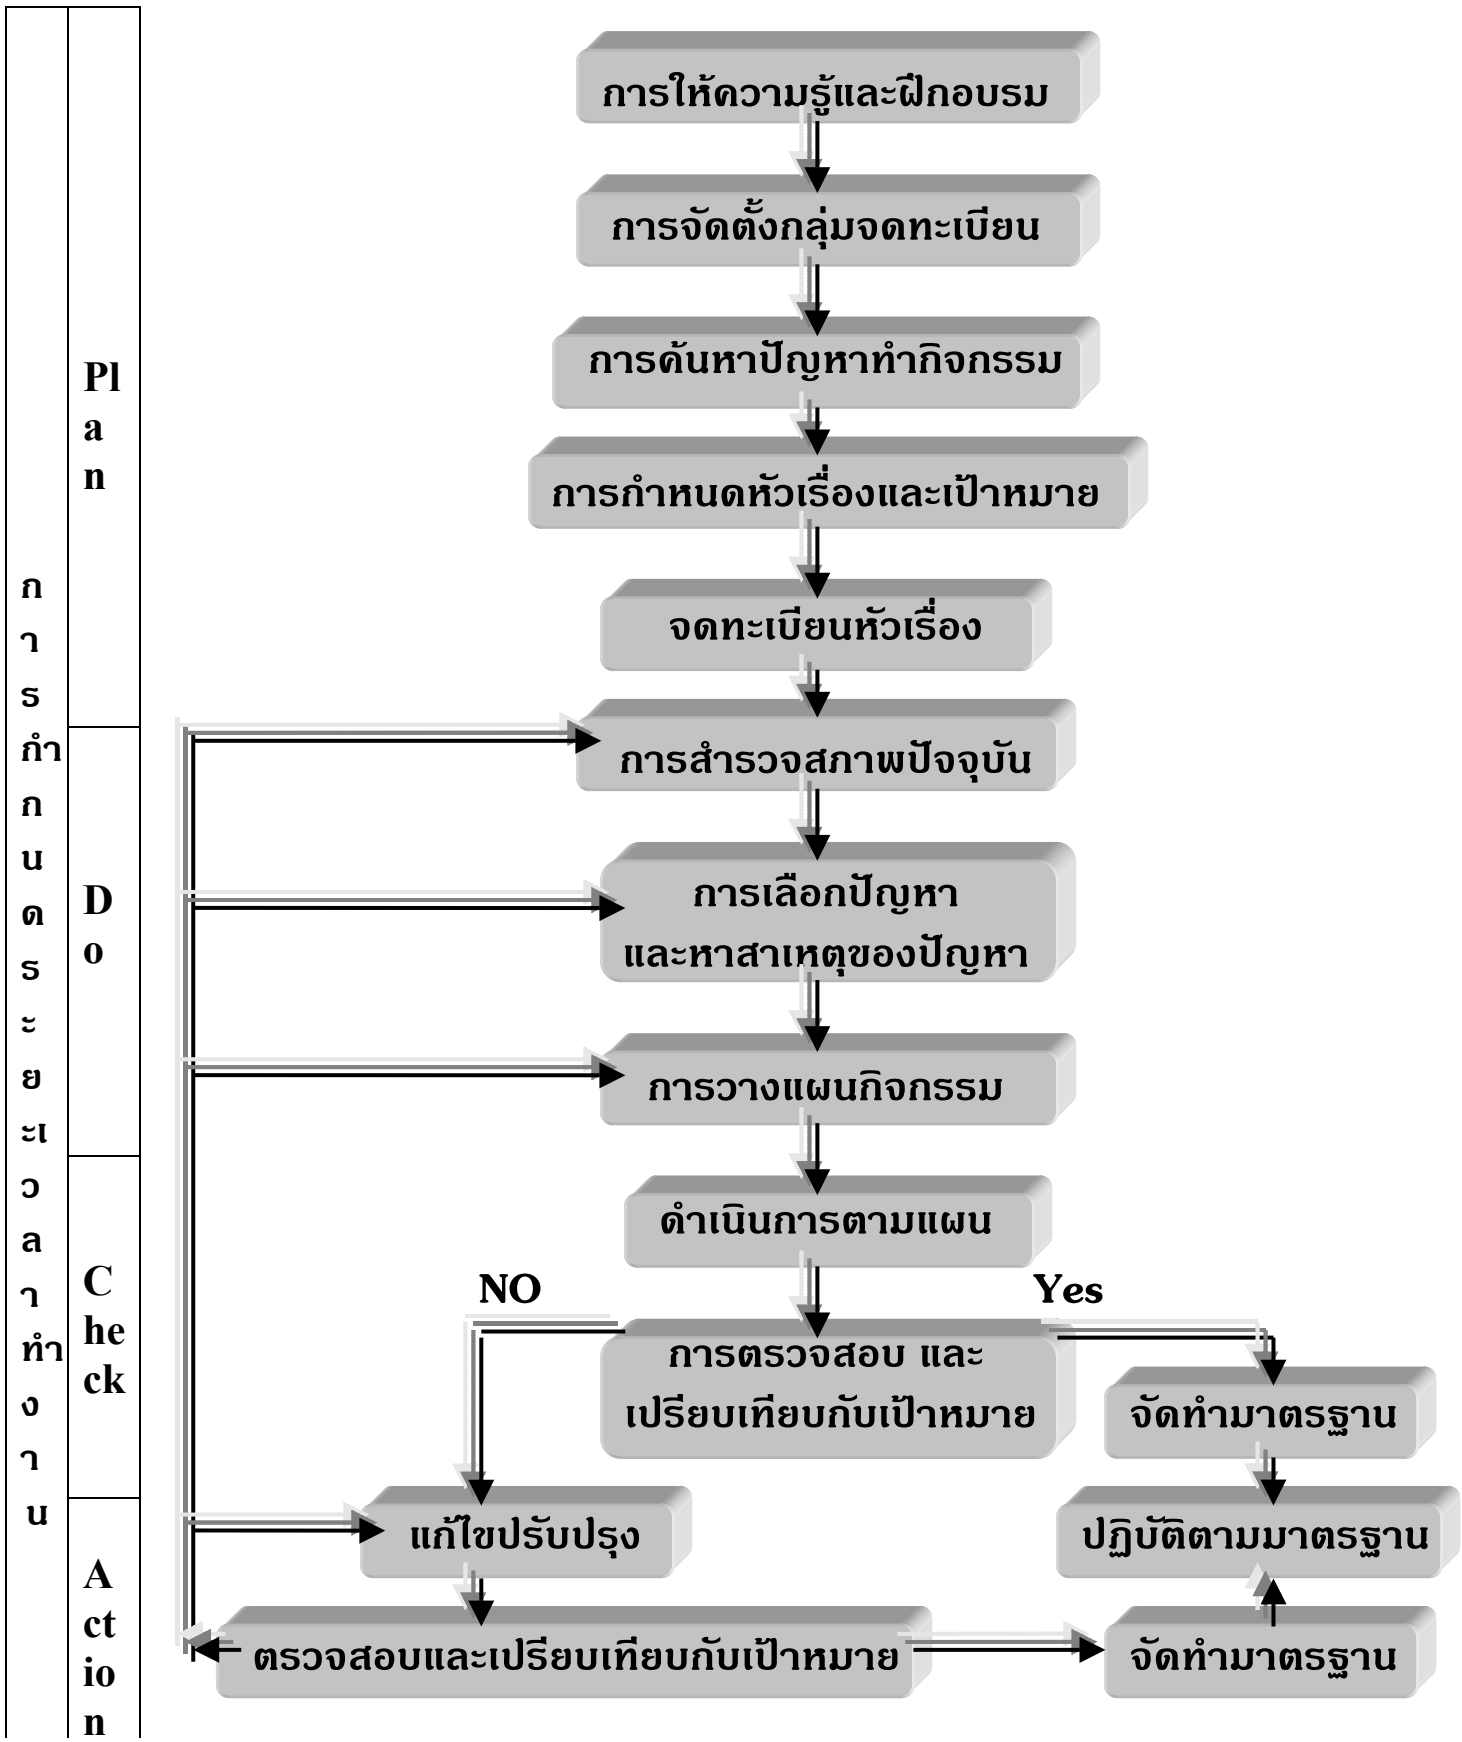 ก
า
ร
กำ
ก
น
ด
ร
ะ
ย
ะเ
ว
ล
า
ทำ
ง
า
น
Pl
a
n
D
o
C
he
ck
A
ct
io
n
การให้ความรู้และฝึกอบรม
การจัดตั้งกลุ่มจดทะเบียน
การค้นหาปัญหาทำกิจกรรม
การกำหนดหัวเรื่องและเป้าหมาย
จดทะเบียนหัวเรื่อง
การสำรวจสภาพปัจจุบัน
การเลือกปัญหา
และหาสาเหตุของปัญหา
การวางแผนกิจกรรม
ดำเนินการตามแผน
NO
Yes
การตรวจสอบ และ
เปรียบเทียบกับเป้าหมาย
จัดทำมาตรฐาน
แก้ไขปรับปรุง
ปฏิบัติตามมาตรฐาน
ตรวจสอบและเปรียบเทียบกับเป้าหมาย
จัดทำมาตรฐาน